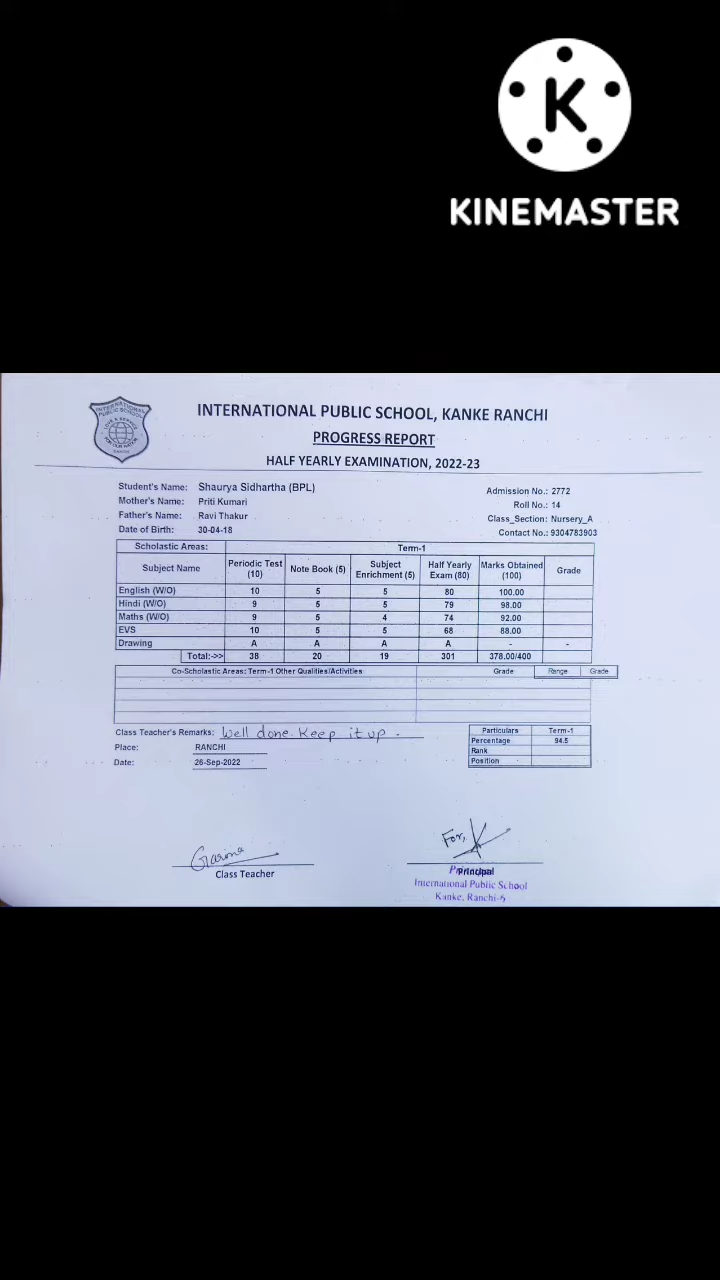 K
KINEMASTER
INTERNATIONAL PUBLIC SCHOOL
INTERNATIONAL PUBLIC SCHOOL, KANKE RANCHI
PROGRESS REPORT
HALF YEARLY EXAMINATION, 2022-23
Student's Name: Shaurya Sidhartha (BPL)
Admission No.: 2772
Mother's Name: Priti Kumari
Roll No.: 14
Father's Name: Ravi Thakur
Class_Section: Nursery_A
Date of Birth: 30-04-18
Contact No.: 9304783903
Scholastic Areas: Term-1
Subject Name Periodic Test (10) Note Book (5) Subject Enrichment (5) Half Yearly Exam (80) Marks Obtained (100) Grade
English (W/O) 10 5 5 80 100.00
Hindi (W/O) 9 5 5 79 98.00
Maths (W/O) 9 5 4 74 92.00
EVS 10 5 5 68 88.00
Drawing A A A A - -
Total:->> 38 20 19 301 378.00/400
Co-Scholastic Areas: Term-1 Other Qualities/Activities Grade Range Grade
Class Teacher's Remarks: Well done. Keep it up.
Particulars Term-1
Percentage 94.5
Rank
Position
Place: RANCHI
Date: 26-Sep-2022
Garima
For,
Class Teacher
Principal
Principal
International Public School
Kanke, Ranchi-6